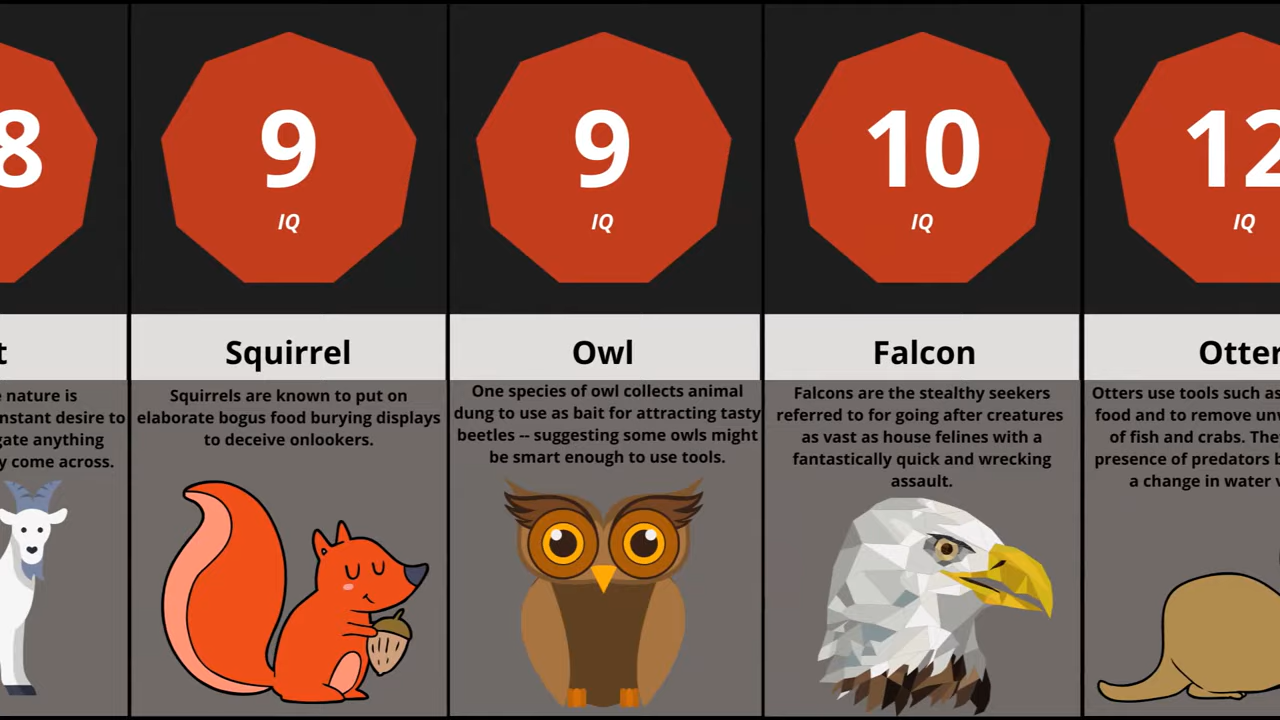 8
t
e nature is
nstant desire to
gate anything
y come across.
9
IQ
Squirrel
Squirrels are known to put on
elaborate bogus food burying displays
to deceive onlookers.
9
IQ
Owl
One species of owl collects animal
dung to use as bait for attracting tasty
beetles -- suggesting some owls might
be smart enough to use tools.
10
IQ
Falcon
Falcons are the stealthy seekers
referred to for going after creatures
as vast as house felines with a
fantastically quick and wrecking
assault.
12
IQ
Otter
Otters use tools such as
food and to remove unw
of fish and crabs. The
presence of predators b
a change in water v